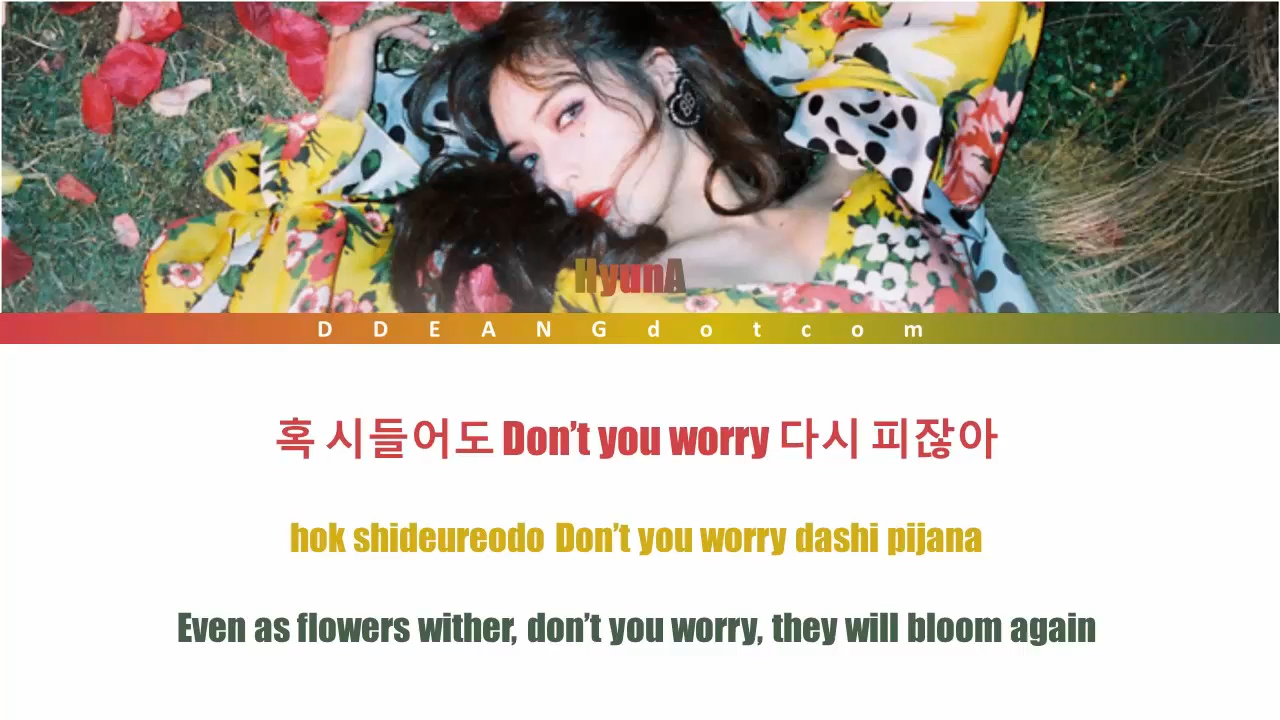 HyunA
DDEANGdotcom
혹 시들어도 Don't you worry 다시 피잖아
hok shideureodo Don't you worry dashi pijana
Even as flowers wither, don't you worry, they will bloom again